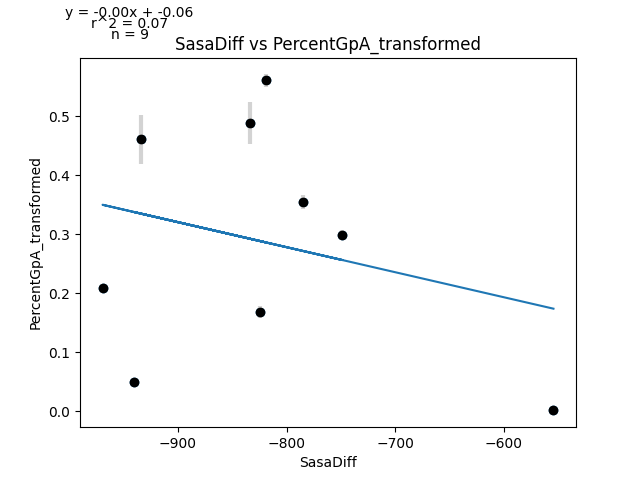 y = -0.00x + -0.06
r^2 = 0.07
n = 9
SasaDiff vs PercentGpA_transformed
PercentGpA_transformed
0.5
0.4
0.3
0.2
0.1
0.0
−900
−800
−700
−600
SasaDiff